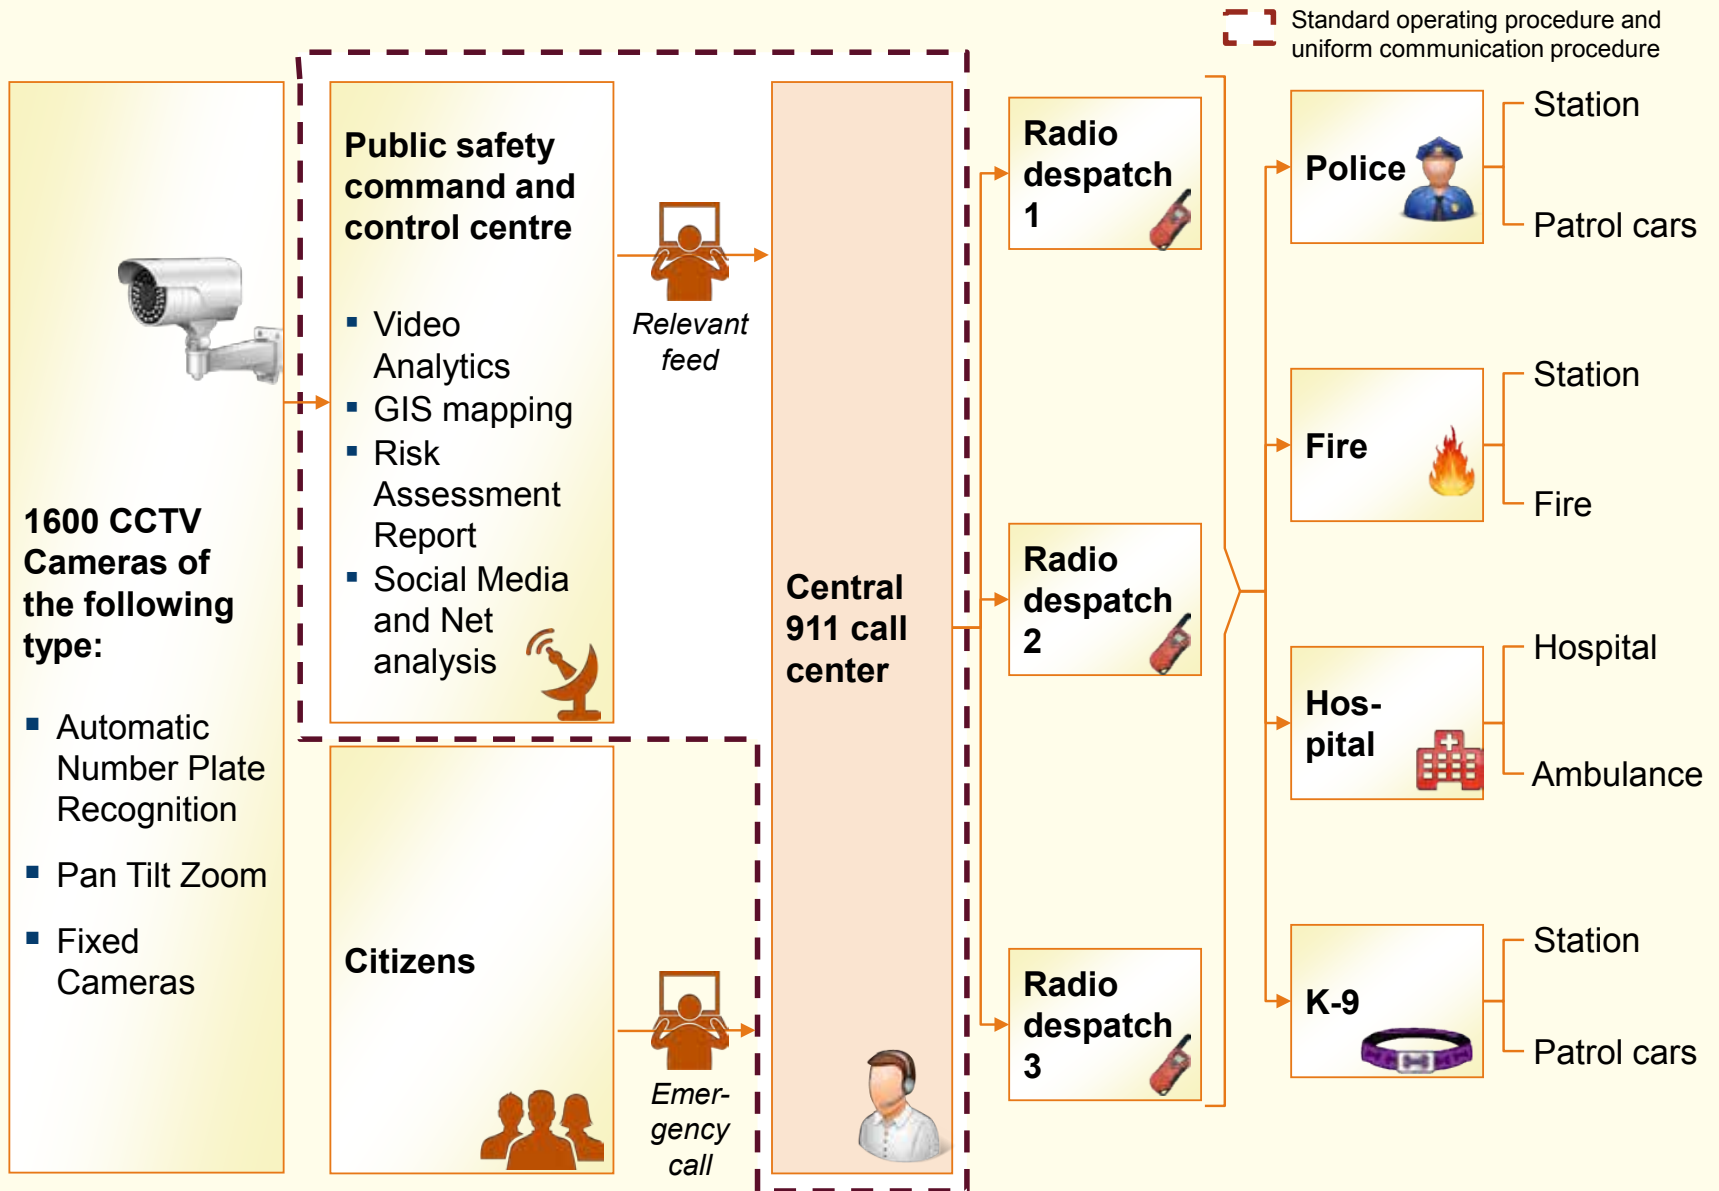 Standard operating procedure and
uniform communication procedure
1600 CCTV
Cameras of
the following
type:
▪ Automatic
Number Plate
Recognition
▪ Pan Tilt Zoom
▪ Fixed
Cameras
Public safety
command and
control centre
▪ Video
Analytics
▪ GIS mapping
▪ Risk
Assessment
Report
▪ Social Media
and Net
analysis
Relevant
feed
Citizens
Emer-
gency
call
Central
911 call
center
Radio
despatch
1
Radio
despatch
2
Radio
despatch
3
Police
Station
Patrol cars
Fire
Station
Fire
Hos-
pital
Hospital
Ambulance
K-9
Station
Patrol cars